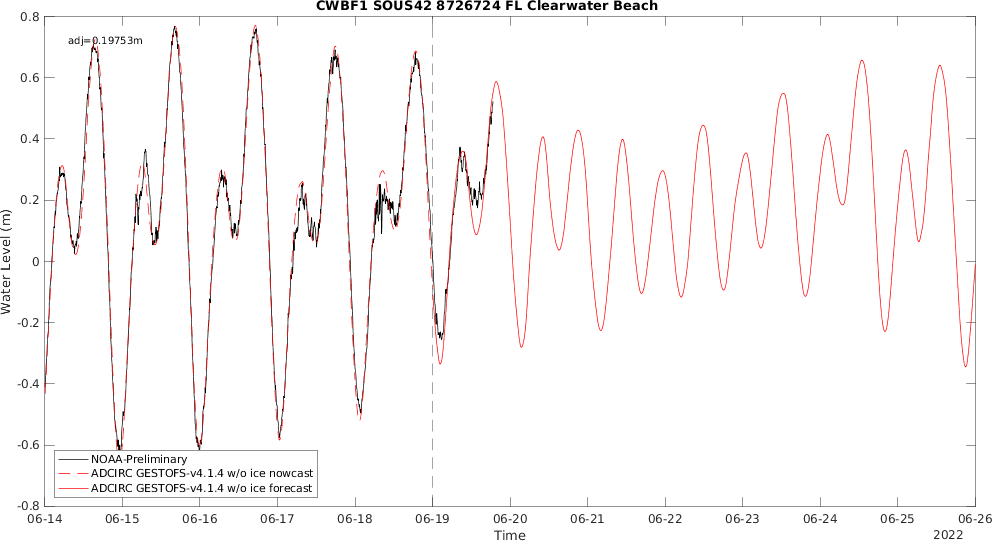 CWBF1 SOUS42 8726724 FL Clearwater Beach
adj=0.19753m
0.8
0.6
0.4
0.2
0
-0.2
-0.4
-0.6
-0.8
Water Level (m)
NOAA-Preliminary
ADCIRC GESTOFS-v4.1.4 w/o ice nowcast
ADCIRC GESTOFS-v4.1.4 w/o ice forecast
06-14 06-15 06-16 06-17 06-18 06-19 06-20 06-21 06-22 06-23 06-24 06-25 06-26
Time
2022